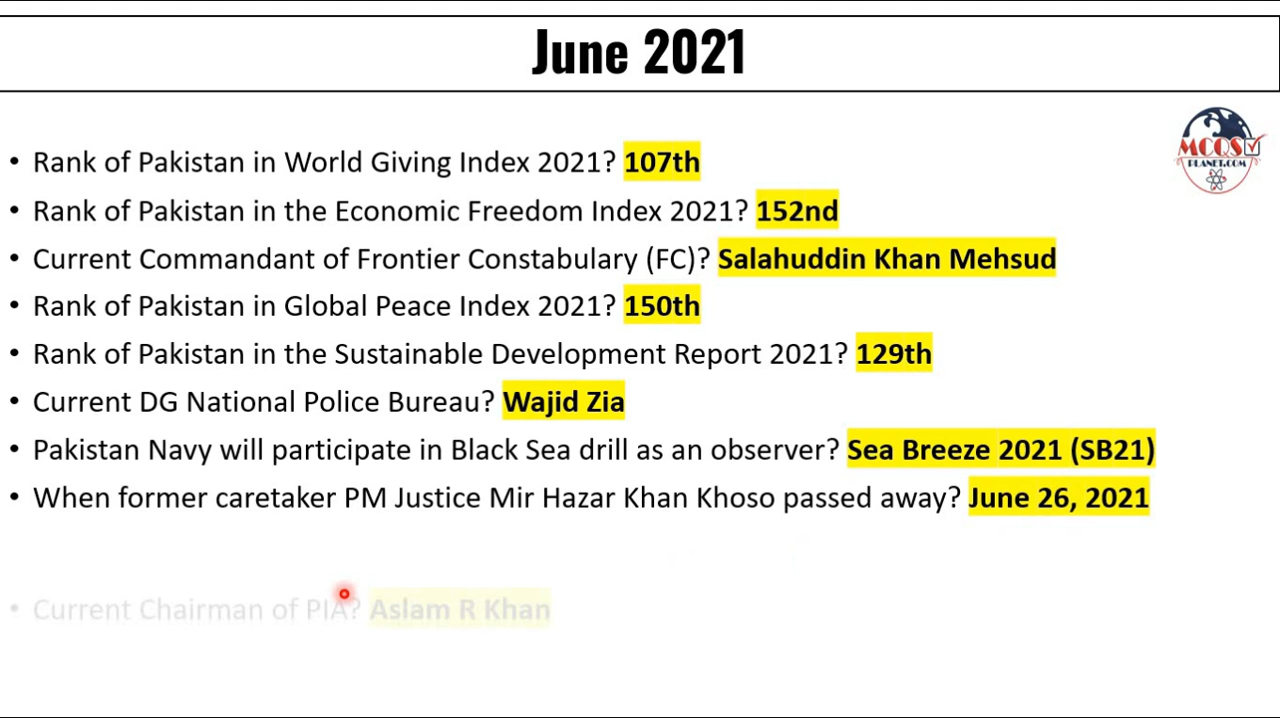 June 2021
MCQS
PLANET.COM
• Rank of Pakistan in World Giving Index 2021? 107th
• Rank of Pakistan in the Economic Freedom Index 2021? 152nd
• Current Commandant of Frontier Constabulary (FC)? Salahuddin Khan Mehsud
• Rank of Pakistan in Global Peace Index 2021? 150th
• Rank of Pakistan in the Sustainable Development Report 2021? 129th
• Current DG National Police Bureau? Wajid Zia
• Pakistan Navy will participate in Black Sea drill as an observer? Sea Breeze 2021 (SB21)
• When former caretaker PM Justice Mir Hazar Khan Khoso passed away? June 26, 2021
• Current Chairman of PIA? Aslam R Khan